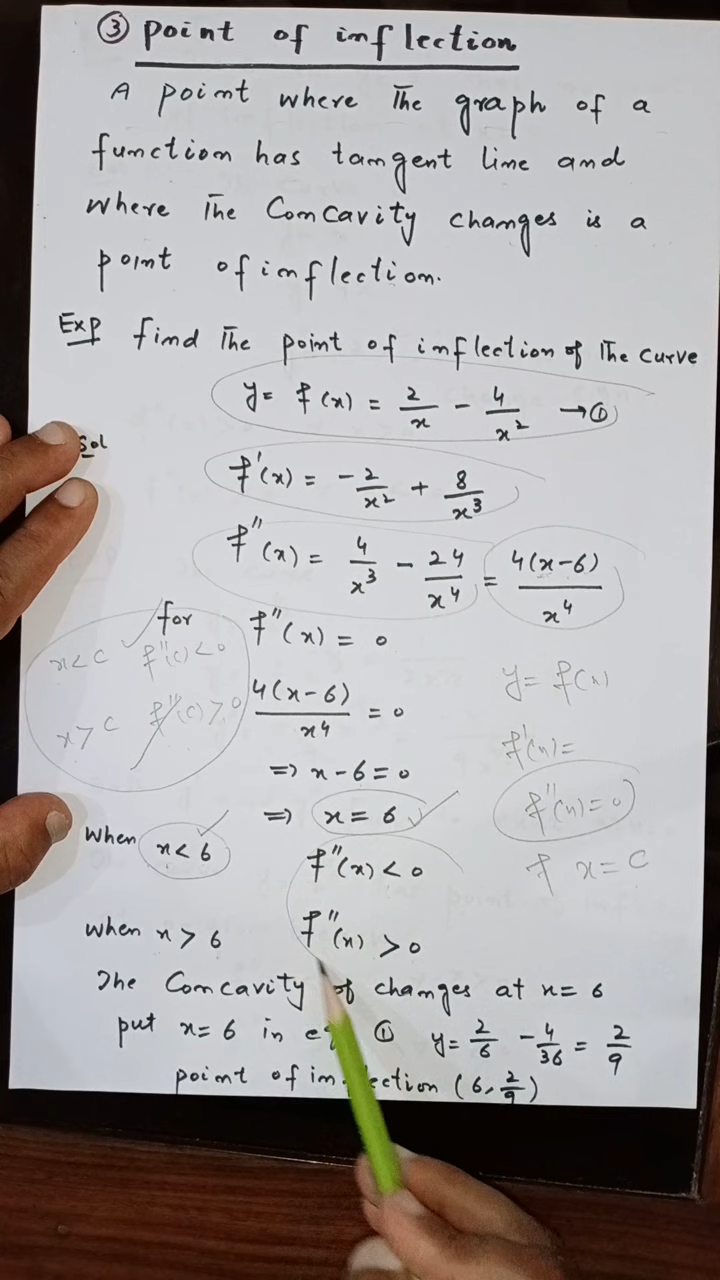 ③ point of inflection
A point where The graph of a
function has tangent line and
where The Concavity changes is a
point of inflection.
Exp find The point of inflection of The curve
y = f(x) = 2/x - 4/x² → ①
Sol
f'(x) = -2/x² + 8/x³
f''(x) = 4/x³ - 24/x⁴ = 4(x-6)/x⁴
for f''(x) = 0
x<c f''(c)<0
x>c f''(c)>0
4(x-6)/x⁴ = 0
⇒ x-6=0
⇒ x=6
y = f(x)
f'(x)=
f''(x)=0
x=c
When x<6 f''(x)<0
when x>6 f''(x)>0
The Concavity of changes at x=6
put x=6 in ① y=2/6 -4/36 = 2/9
point of (6, 2/9)